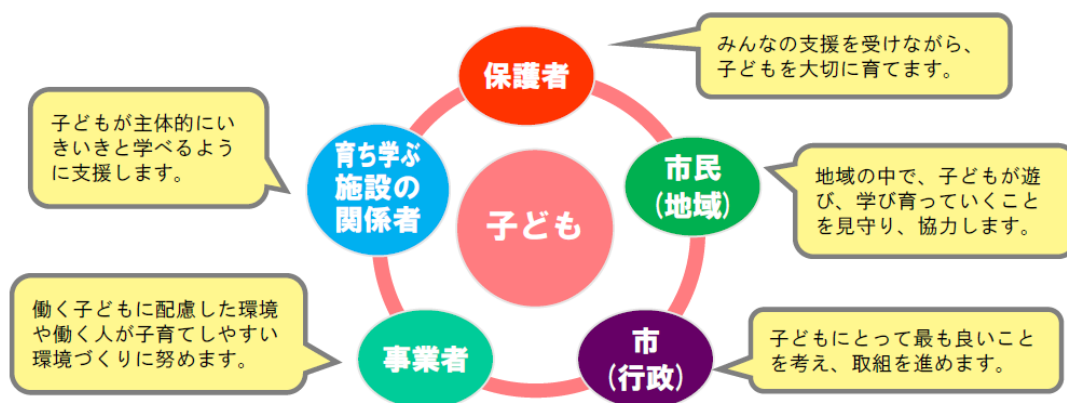 保護者
みんなの支援を受けながら、
子どもを大切に育てます。
子どもが主体的にい
きいきと学べるよう
に支援します。
育ち学ぶ
施設の
関係者
市民
(地域)
地域の中で、子どもが遊
び、学び育っていくこと
を見守り、協力します。
子ども
働く子どもに配慮した環境
や働く人が子育てしやすい
環境づくりに努めます。
事業者
市
(行政)
子どもにとって最も良いこと
を考え、取組を進めます。